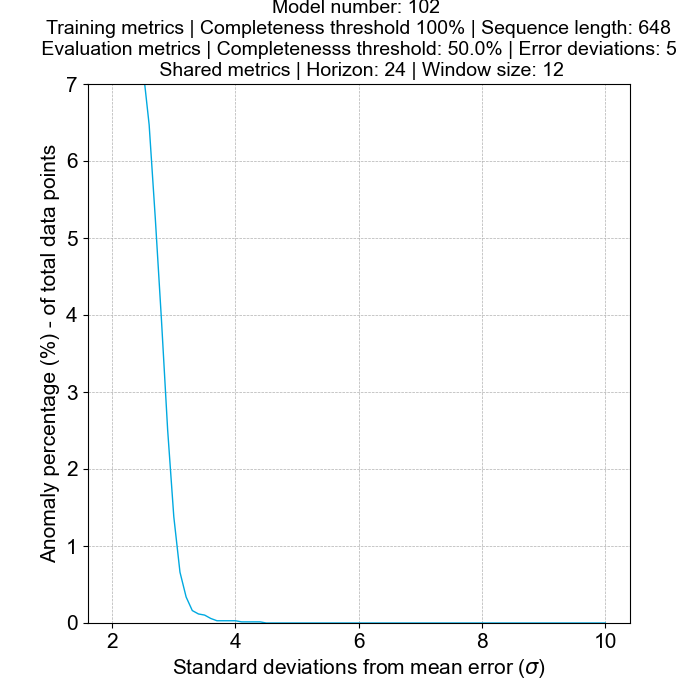 Model number: 102
Training metrics | Completeness threshold 100% | Sequence length: 648
Evaluation metrics | Completenesss threshold: 50.0% | Error deviations: 5
Shared metrics | Horizon: 24 | Window size: 12
7
6
5
4
3
2
1
0
Anomaly percentage (%) - of total data points
2 4 6 8 10
Standard deviations from mean error (σ)